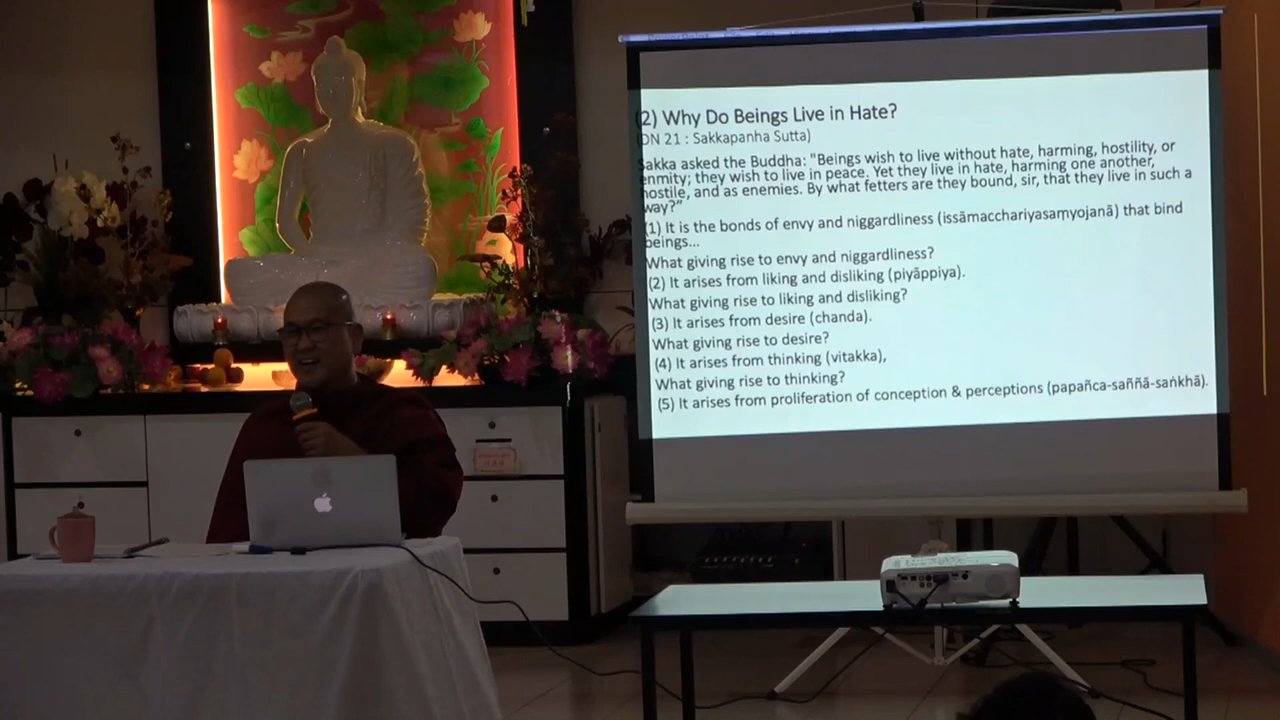 (2) Why Do Beings Live in Hate?
(DN 21 : Sakkapanha Sutta)
Sakka asked the Buddha: "Beings wish to live without hate, harming, hostility, or
enmity; they wish to live in peace. Yet they live in hate, harming one another,
hostile, and as enemies. By what fetters are they bound, sir, that they live in such a
way?"
(1) It is the bonds of envy and niggardliness (issāmacchariyasaṃyojanā) that bind
beings...
What giving rise to envy and niggardliness?
(2) It arises from liking and disliking (piyāppiya).
What giving rise to liking and disliking?
(3) It arises from desire (chanda).
What giving rise to desire?
(4) It arises from thinking (vitakka),
What giving rise to thinking?
(5) It arises from proliferation of conception & perceptions (papañca-saññā-saṅkhā).